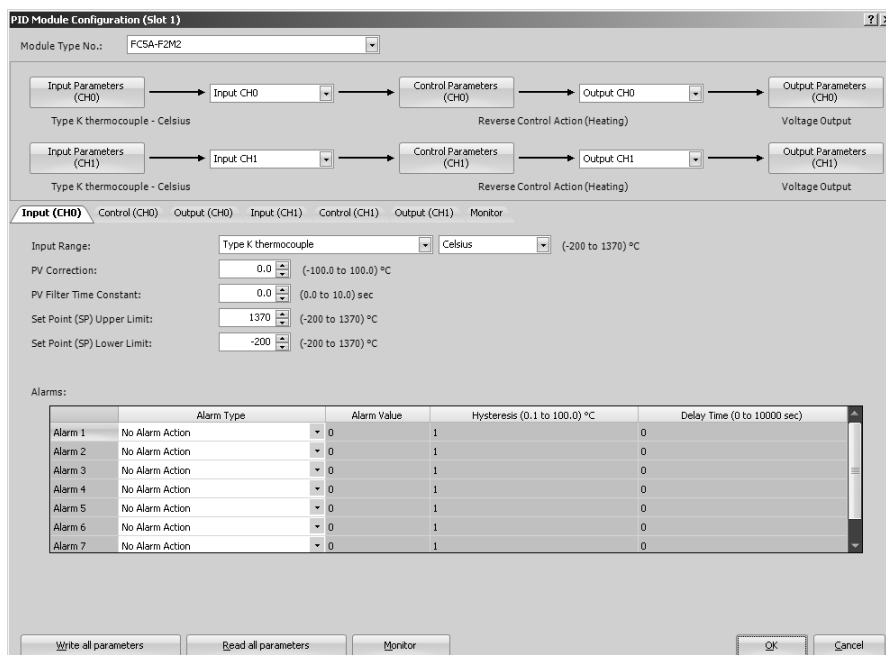 PID Module Configuration (Slot 1)
Module Type No.: FC5A-F2M2
Input Parameters (CH0) Input CH0 Control Parameters (CH0) Output CH0 Output Parameters (CH0)
Type K thermocouple - Celsius Reverse Control Action (Heating) Voltage Output
Input Parameters (CH1) Input CH1 Control Parameters (CH1) Output CH1 Output Parameters (CH1)
Type K thermocouple - Celsius Reverse Control Action (Heating) Voltage Output
Input (CH0) Control (CH0) Output (CH0) Input (CH1) Control (CH1) Output (CH1) Monitor
Input Range: Type K thermocouple Celsius (-200 to 1370) °C
PV Correction: 0.0 (-100.0 to 100.0) °C
PV Filter Time Constant: 0.0 (0.0 to 10.0) sec
Set Point (SP) Upper Limit: 1370 (-200 to 1370) °C
Set Point (SP) Lower Limit: -200 (-200 to 1370) °C
Alarms:
Alarm Type Alarm Value Hysteresis (0.1 to 100.0) °C Delay Time (0 to 10000 sec)
Alarm 1 No Alarm Action 0 1 0
Alarm 2 No Alarm Action 0 1 0
Alarm 3 No Alarm Action 0 1 0
Alarm 4 No Alarm Action 0 1 0
Alarm 5 No Alarm Action 0 1 0
Alarm 6 No Alarm Action 0 1 0
Alarm 7 No Alarm Action 0 1 0
Write all parameters Read all parameters Monitor OK Cancel